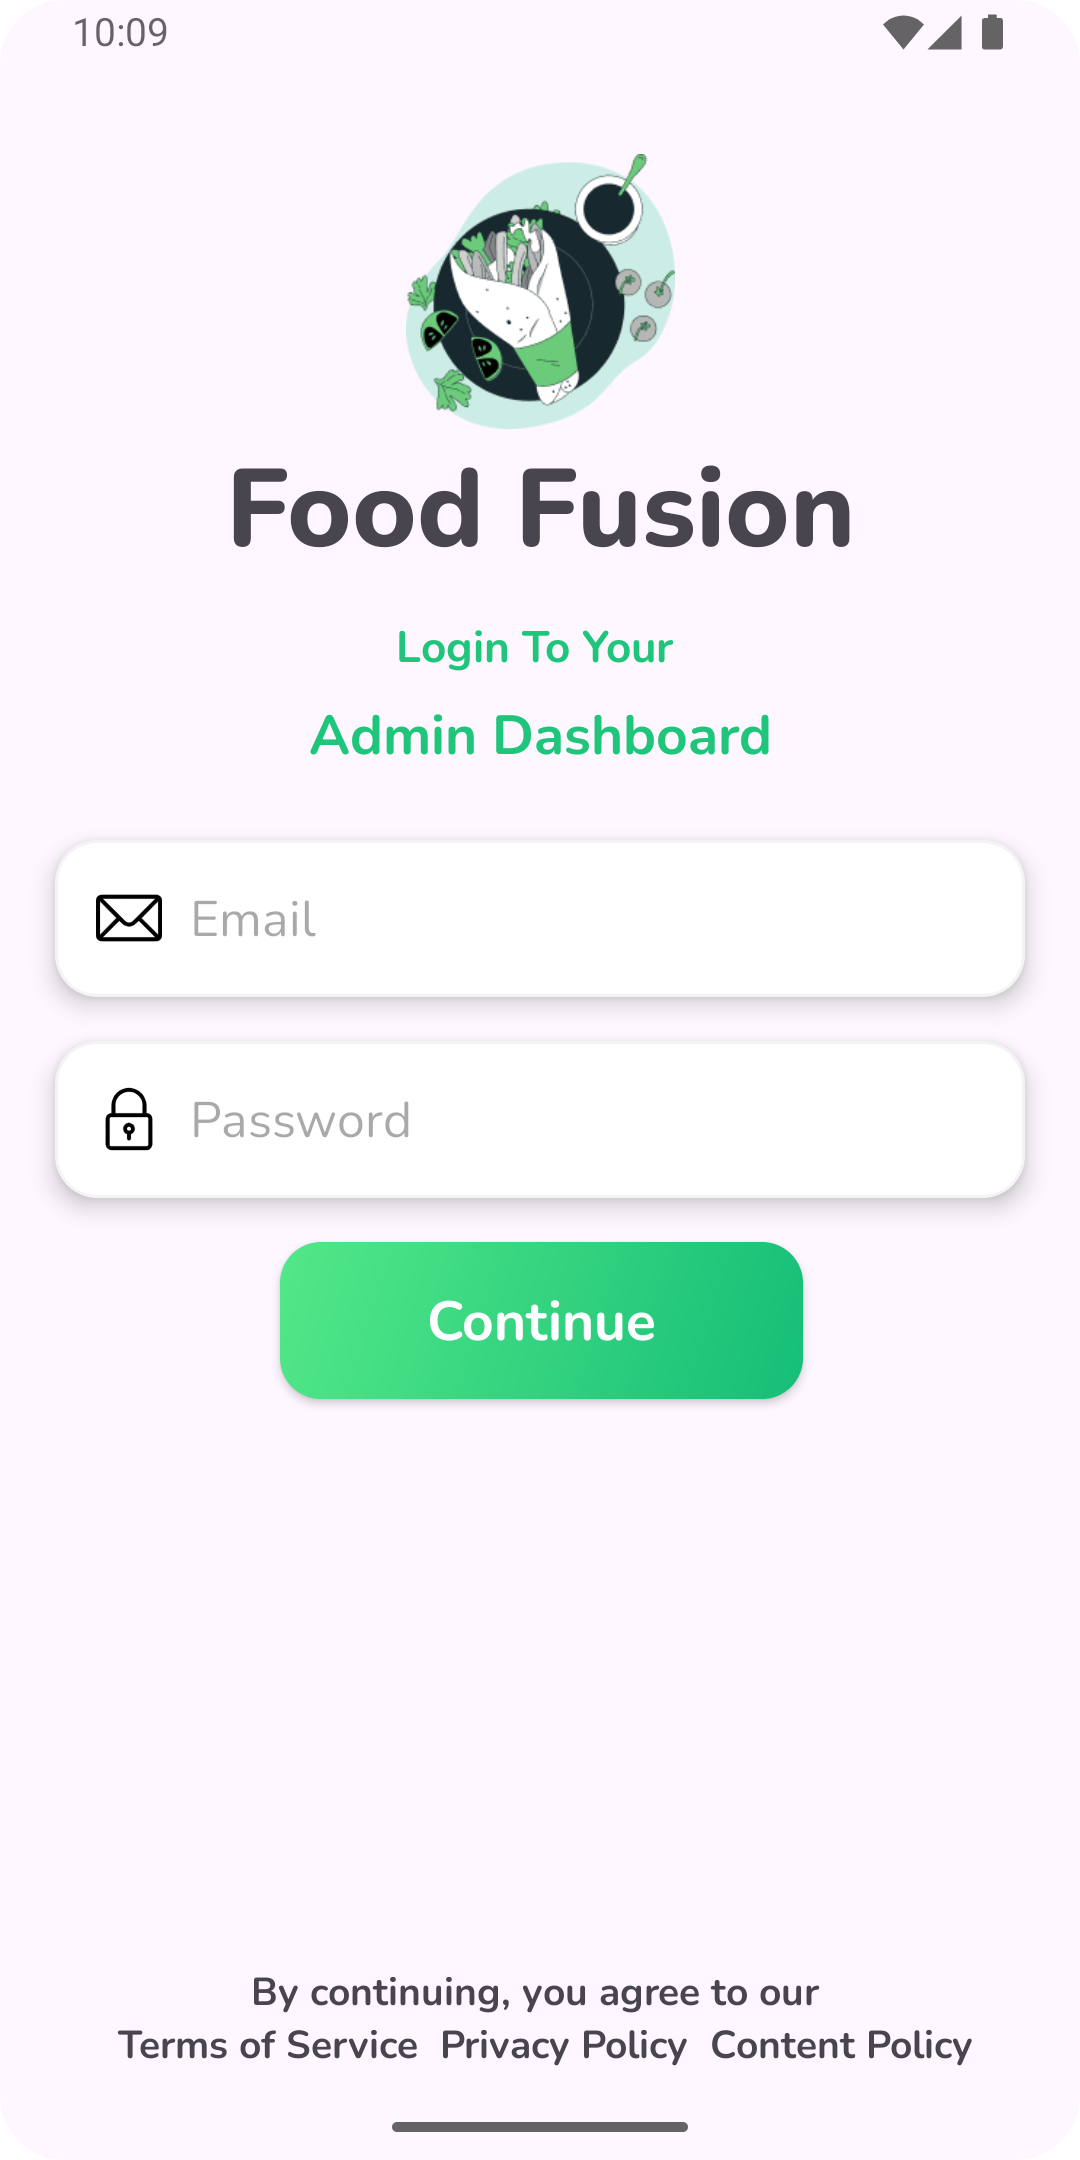 10:09
Food Fusion
Login To Your
Admin Dashboard
Email
Password
Continue
By continuing, you agree to our
Terms of Service Privacy Policy Content Policy